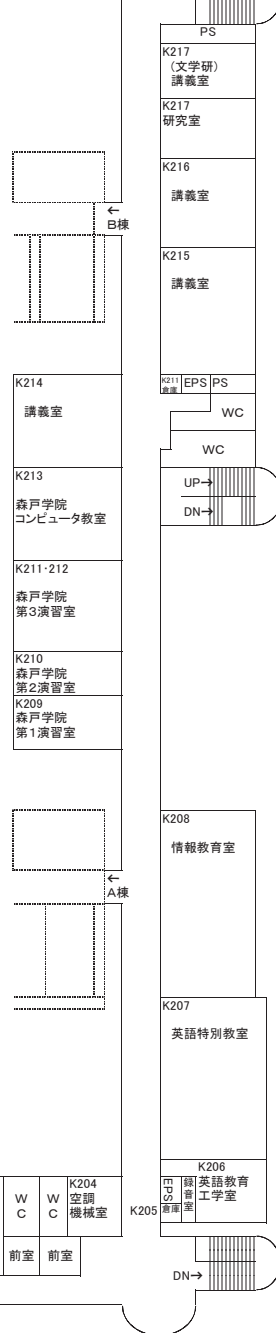 PS
K217
(文学研)
講義室
K217
研究室
K216
講義室
←
B棟
K215
講義室
K214
講義室
K211
倉庫
EPS
PS
WC
WC
K213
森戸学院
コンピュータ教室
UP→
DN→
K211・212
森戸学院
第3演習室
K210
森戸学院
第2演習室
K209
森戸学院
第1演習室
K208
情報教育室
←
A棟
K207
英語特別教室
K206
英語教育
工学室
録音室
EPS
倉庫
K205
K204
空調
機械室
WC
WC
前室
前室
DN→